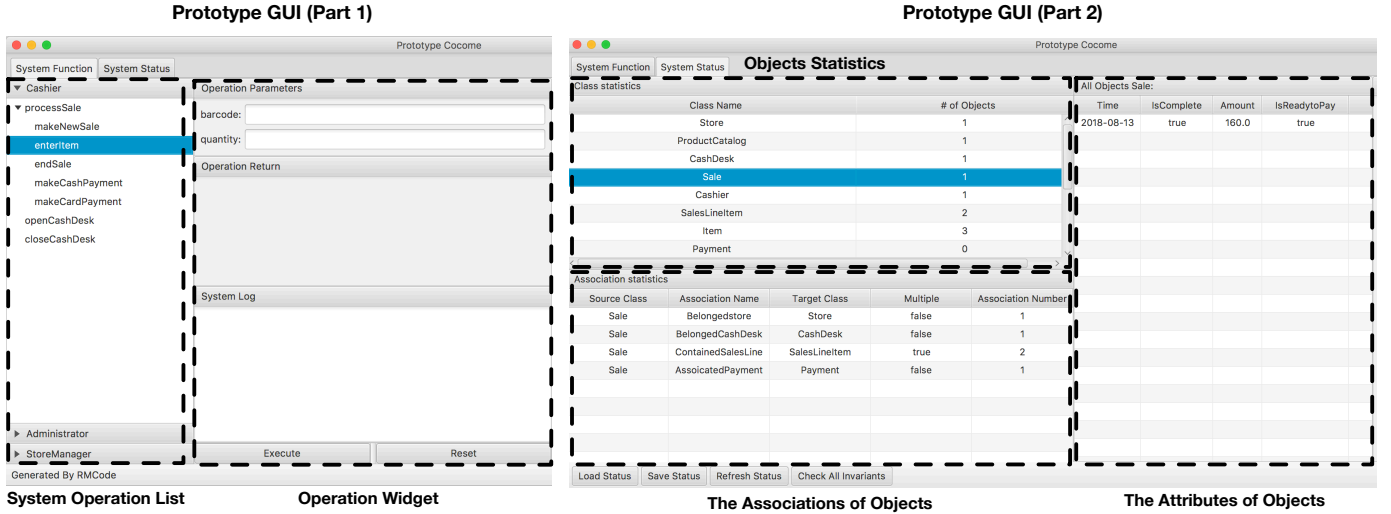 Prototype GUI (Part 1)
Prototype Cocome
System Function System Status
Cashier
processSale
makeNewSale
enterItem
endSale
makeCashPayment
makeCardPayment
openCashDesk
closeCashDesk
Administrator
StoreManager
Operation Parameters
barcode:
quantity:
Operation Return
System Log
Execute Reset
Generated By RMCode
System Operation List
Operation Widget
Prototype GUI (Part 2)
Prototype Cocome
System Function System Status Objects Statistics
Class statistics
Class Name # of Objects
Store 1
ProductCatalog 1
CashDesk 1
Sale 1
Cashier 1
SalesLineItem 2
Item 3
Payment 0
Association statistics
Source Class Association Name Target Class Multiple Association Number
Sale Belongedstore Store false 1
Sale BelongedCashDesk CashDesk false 1
Sale ContainedSalesLine SalesLineItem true 2
Sale AssoicatedPayment Payment false 1
All Objects Sale:
Time IsComplete Amount IsReadytoPay
2018-08-13 true 160.0 true
Load Status Save Status Refresh Status Check All Invariants
The Associations of Objects
The Attributes of Objects